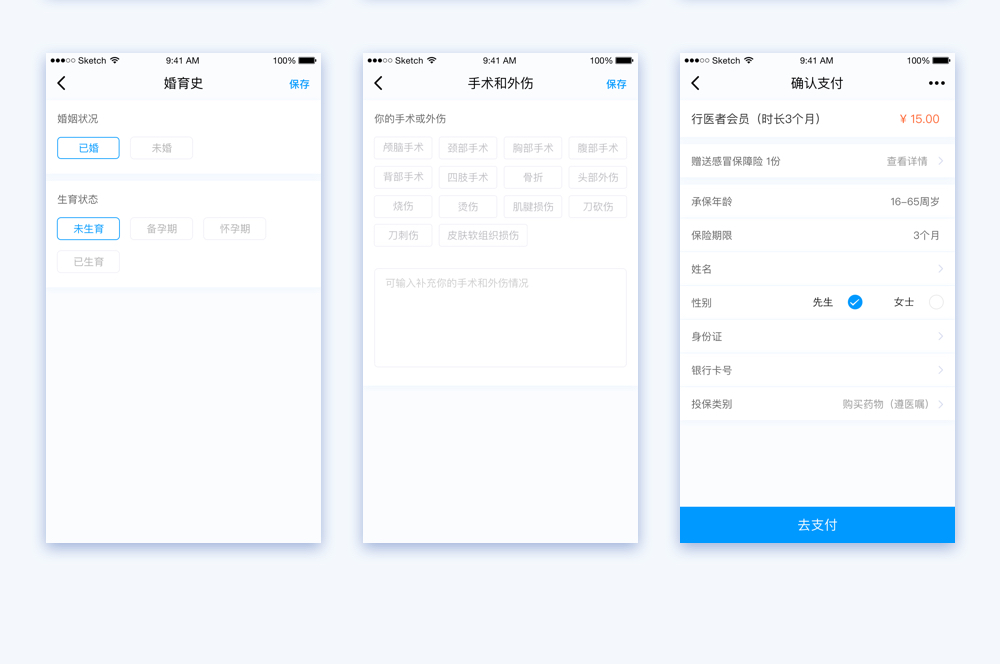 Sketch 9:41 AM 100%
婚育史 保存
婚姻状况
已婚 未婚
生育状态
未生育 备孕期 怀孕期
已生育
Sketch 9:41 AM 100%
手术和外伤 保存
你的手术或外伤
颅脑手术 颈部手术 胸部手术 腹部手术
背部手术 四肢手术 骨折 头部外伤
烧伤 烫伤 肌腱损伤 刀砍伤
刀刺伤 皮肤软组织损伤
可输入补充你的手术和外伤情况
Sketch 9:41 AM 100%
确认支付
行医者会员（时长3个月） ¥ 15.00
赠送感冒保障险 1份 查看详情
承保年龄 16-65周岁
保险期限 3个月
姓名
性别 先生 女士
身份证
银行卡号
投保类别 购买药物（遵医嘱）
去支付